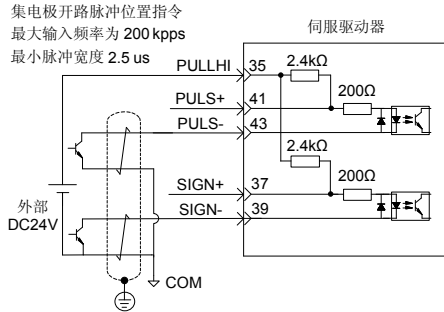 集电极开路脉冲位置指令
最大输入频率为 200 kpps
最小脉冲宽度 2.5 us
伺服驱动器
PULLHI 35 2.4kΩ
PULS+ 41 200Ω
PULS- 43
2.4kΩ
SIGN+ 37 200Ω
SIGN- 39
外部
DC24V
COM